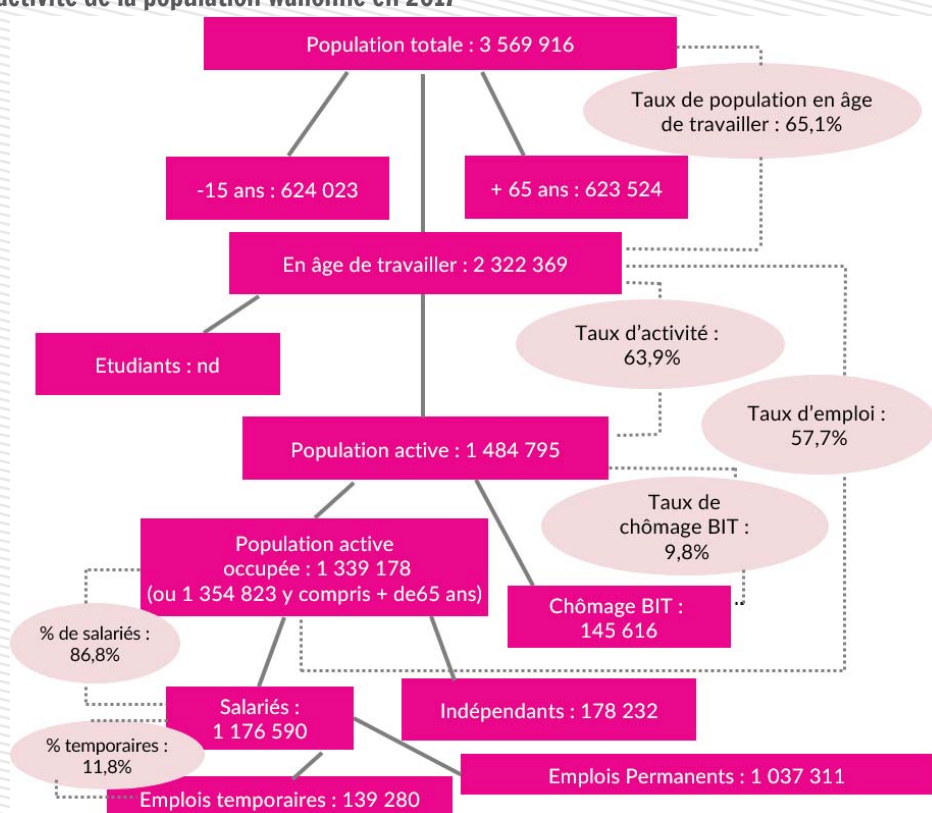 activité de la population wallonne en 2017
Population totale : 3 569 916
Taux de population en âge
de travailler : 65,1%
-15 ans : 624 023
+ 65 ans : 623 524
En âge de travailler : 2 322 369
Taux d'activité :
63,9%
Etudiants : nd
Taux d'emploi :
57,7%
Population active : 1 484 795
Taux de
chômage BIT :
9,8%
Population active
occupée : 1 339 178
(ou 1 354 823 y compris + de65 ans)
Chômage BIT :
145 616
% de salariés :
86,8%
Salariés :
1 176 590
Indépendants : 178 232
% temporaires :
11,8%
Emplois Permanents : 1 037 311
Emplois temporaires : 139 280